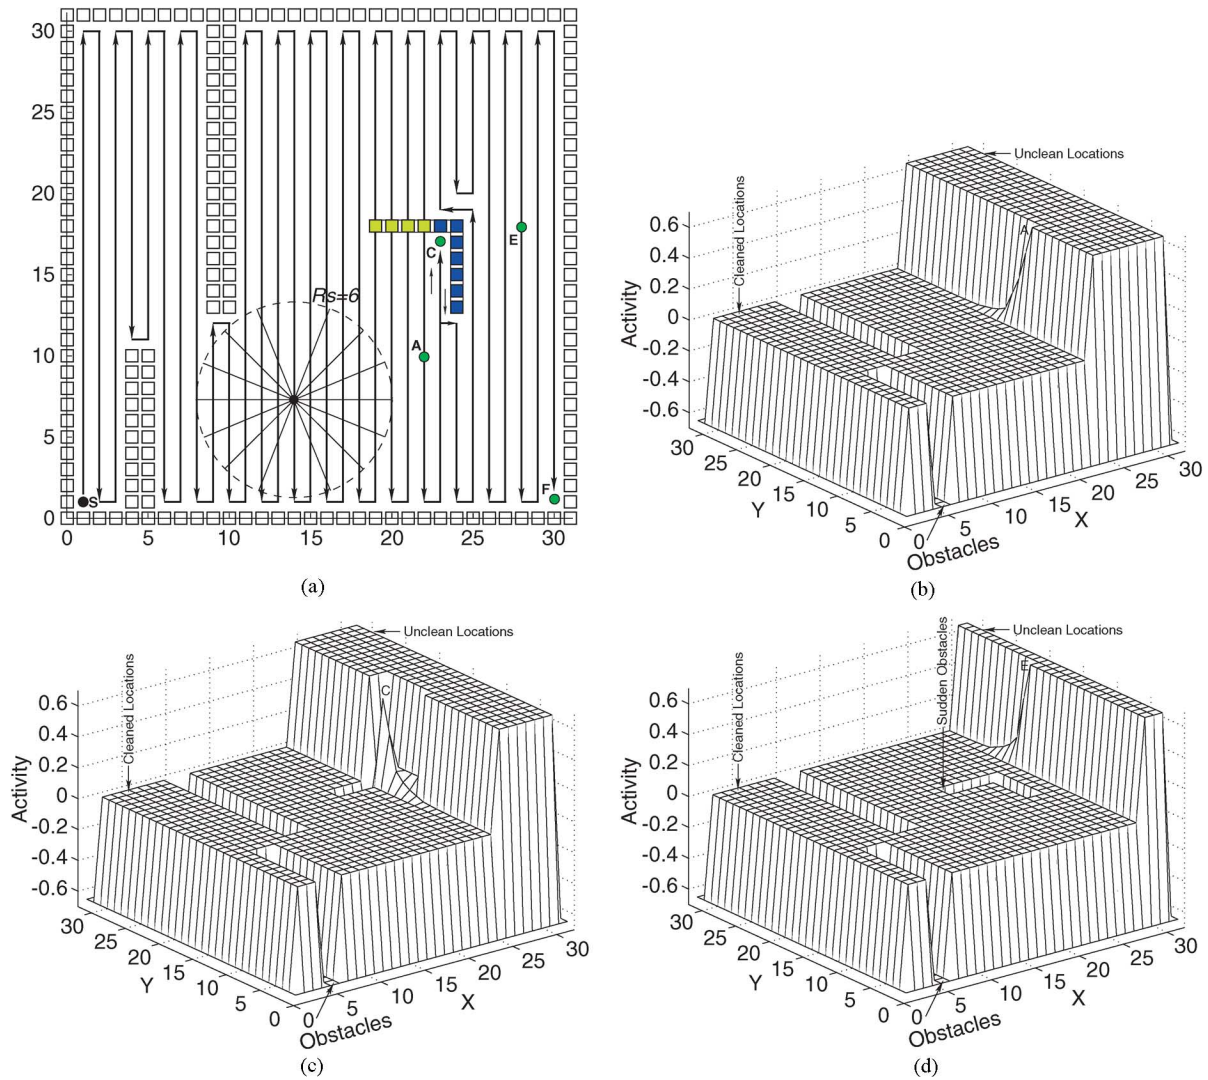 30
25
20
15
10
5
0
0 5 10 15 20 25 30
Rs=6
S
A
C
E
F
(a)
Unclean Locations
Cleaned Locations
A
Activity
0.6
0.4
0.2
0
-0.2
-0.4
-0.6
30 25 20 15 10 5 0
Y
0 5 10 15 20 25 30
X
Obstacles
(b)
Unclean Locations
Cleaned Locations
C
Activity
0.6
0.4
0.2
0
-0.2
-0.4
-0.6
30 25 20 15 10 5 0
Y
0 5 10 15 20 25 30
X
Obstacles
(c)
Unclean Locations
Sudden Obstacles
Cleaned Locations
E
Activity
0.6
0.4
0.2
0
-0.2
-0.4
-0.6
30 25 20 15 10 5 0
Y
0 5 10 15 20 25 30
X
Obstacles
(d)